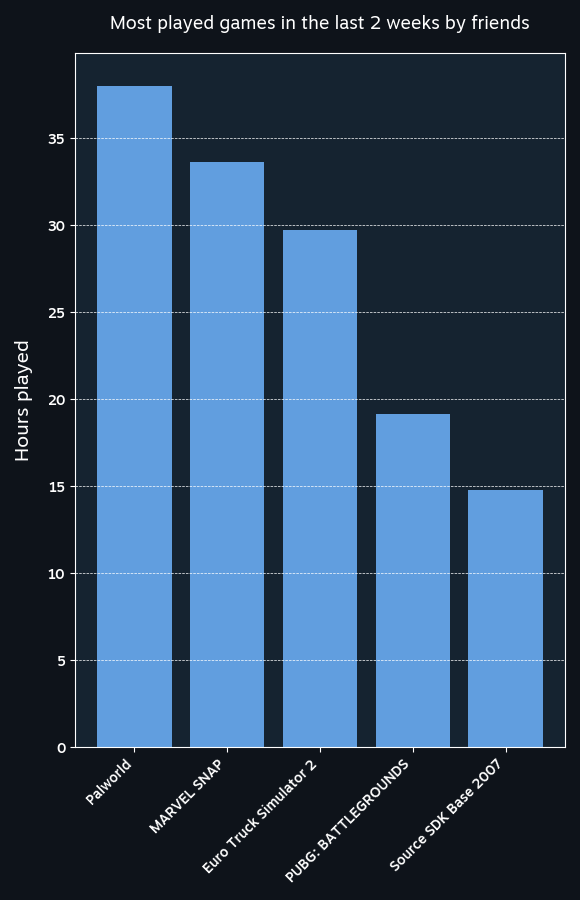 Most played games in the last 2 weeks by friends
Hours played
35
30
25
20
15
10
5
0
Palworld
MARVEL SNAP
Euro Truck Simulator 2
PUBG: BATTLEGROUNDS
Source SDK Base 2007